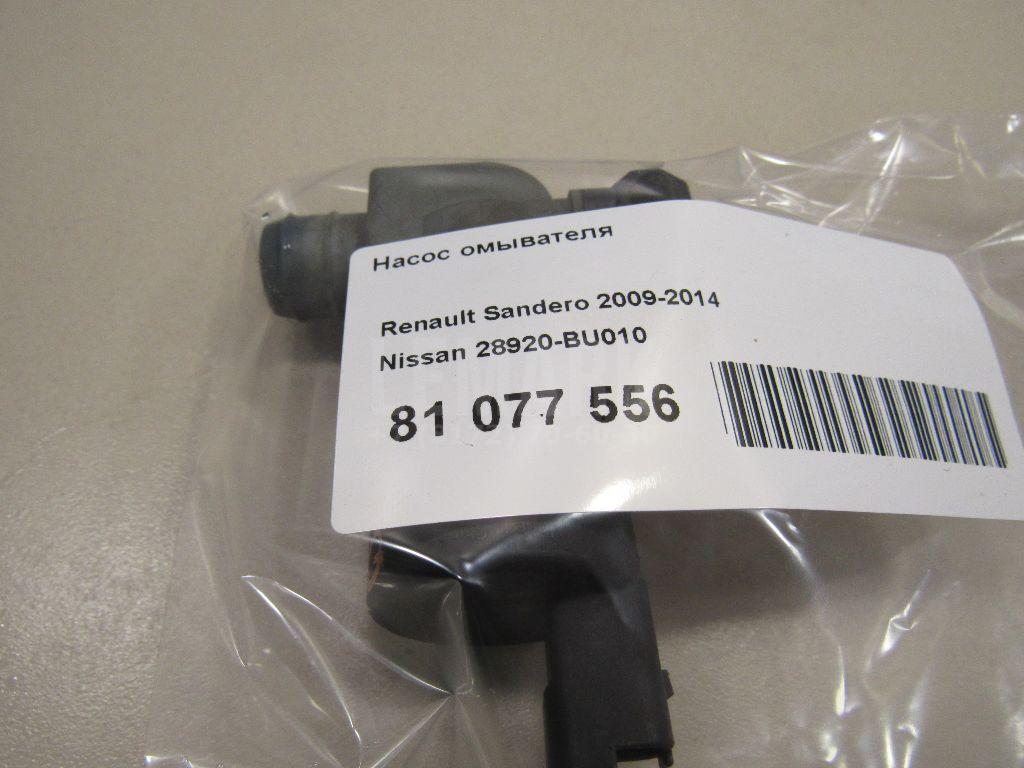 Насос омывателя
Renault Sandero 2009-2014
Nissan 28920-BU010
81 077 556